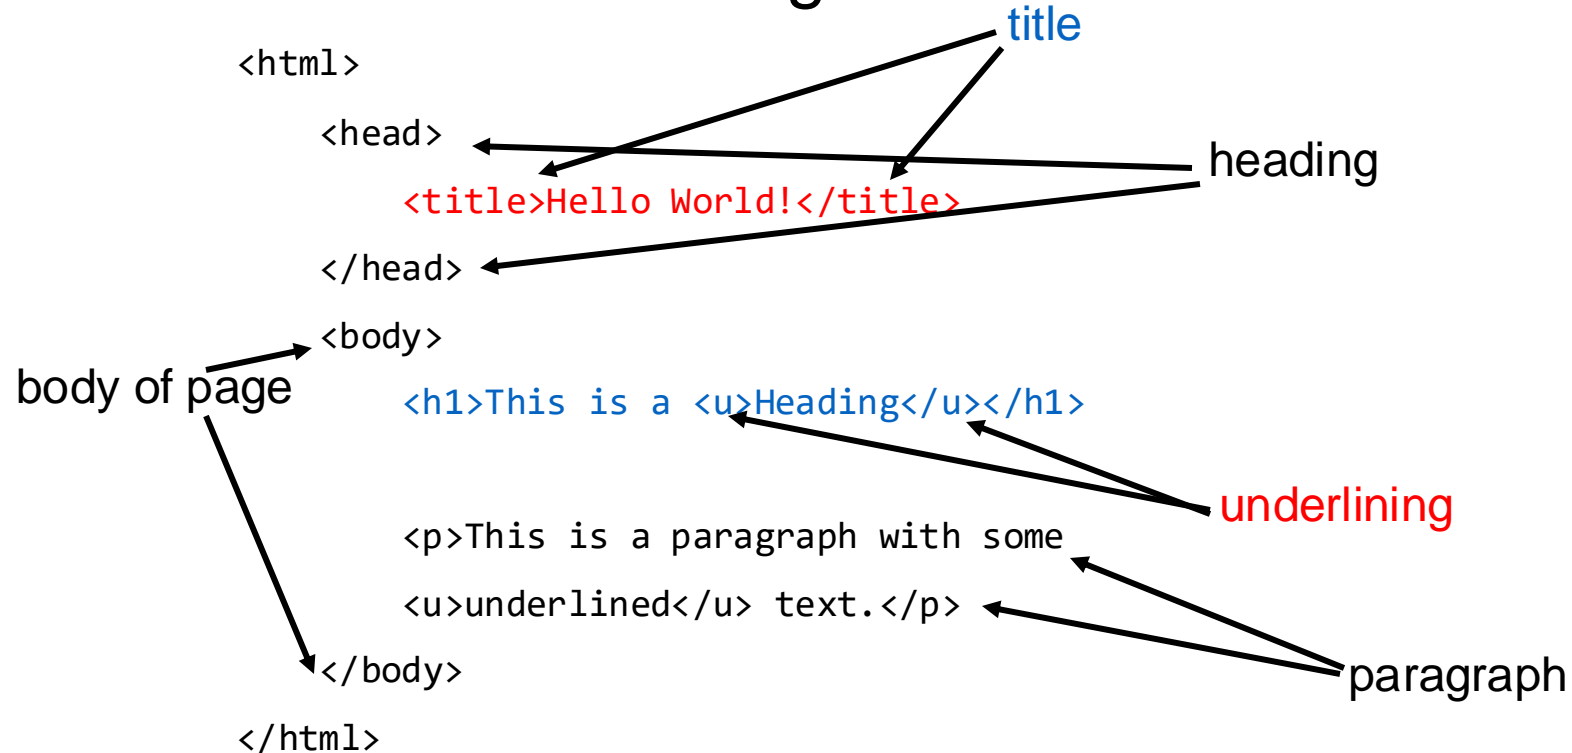 g
title
<html>
<head>
heading
<title>Hello World!</title>
</head>
<body>
body of page
<h1>This is a <u>Heading</u></h1>
underlining
<p>This is a paragraph with some
<u>underlined</u> text.</p>
</body>
paragraph
</html>